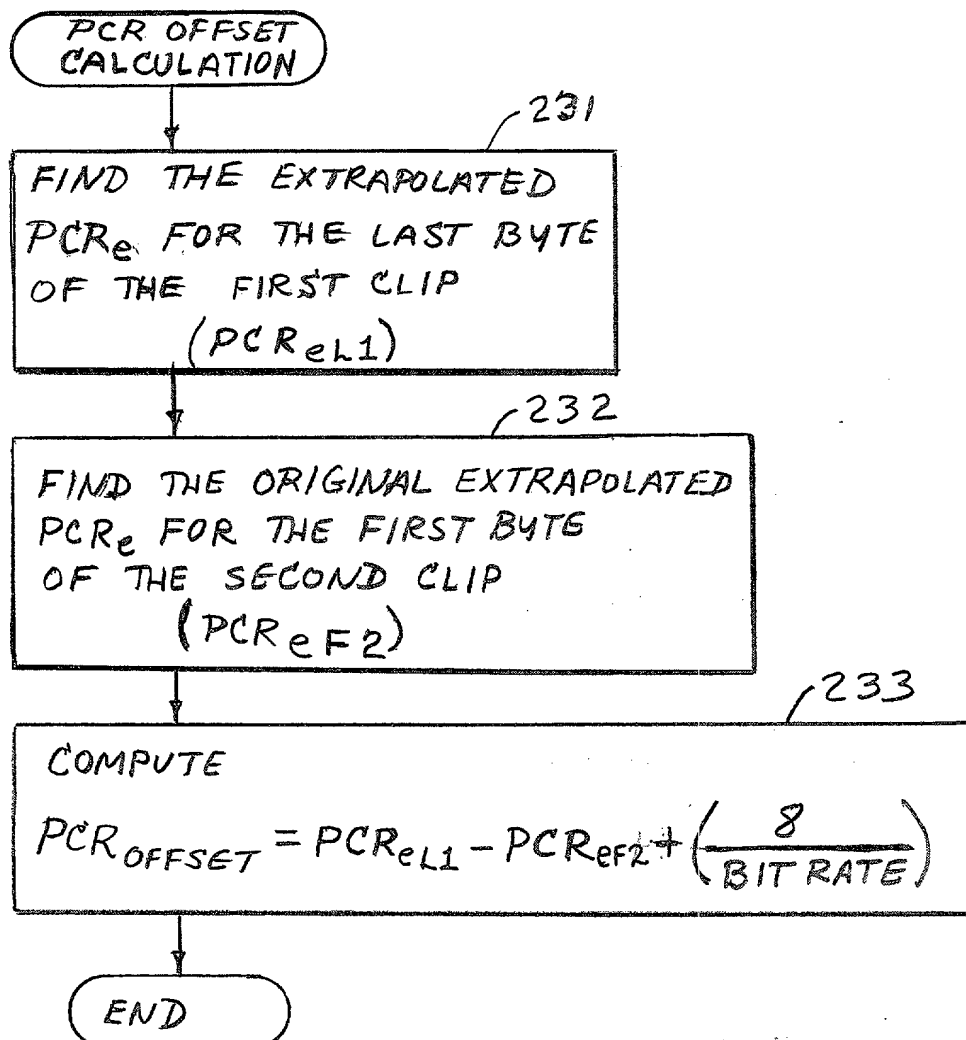 PCR OFFSET
CALCULATION
231
FIND THE EXTRAPOLATED
PCRe FOR THE LAST BYTE
OF THE FIRST CLIP
(PCReL1)
232
FIND THE ORIGINAL EXTRAPOLATED
PCRe FOR THE FIRST BYTE
OF THE SECOND CLIP
(PCReF2)
233
COMPUTE
PCROFFSET = PCReL1 - PCReF2 + (8/BIT RATE)
END